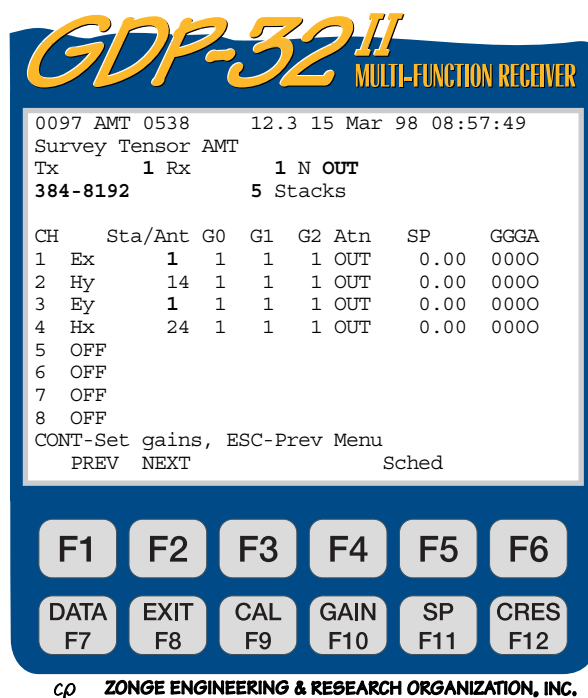 GDP-32 II
MULTI-FUNCTION RECEIVER
0097 AMT 0538 12.3 15 Mar 98 08:57:49
Survey Tensor AMT
Tx 1 Rx 1 N OUT
384-8192 5 Stacks
CH Sta/Ant G0 G1 G2 Atn SP GGGA
1 Ex 1 1 1 1 OUT 0.00 000O
2 Hy 14 1 1 1 OUT 0.00 000O
3 Ey 1 1 1 1 OUT 0.00 000O
4 Hx 24 1 1 1 OUT 0.00 000O
5 OFF
6 OFF
7 OFF
8 OFF
CONT-Set gains, ESC-Prev Menu
PREV NEXT Sched
F1 F2 F3 F4 F5 F6
DATA EXIT CAL GAIN SP CRES
F7 F8 F9 F10 F11 F12
ZONGE ENGINEERING & RESEARCH ORGANIZATION, INC.